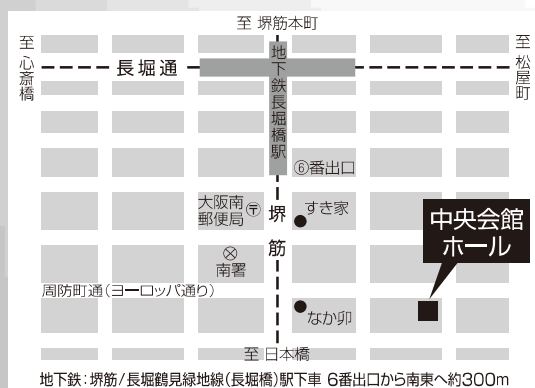 至 堺筋本町
至 心斎橋
長堀通
地下鉄長堀橋駅
至 松屋町
⑥番出口
大阪南
郵便局
〒
堺筋
すき家
中央会館
ホール
南署
周防町通(ヨーロッパ通り)
なか卯
至 日本橋
地下鉄:堺筋/長堀鶴見緑地線(長堀橋)駅下車 6番出口から南東へ約300m